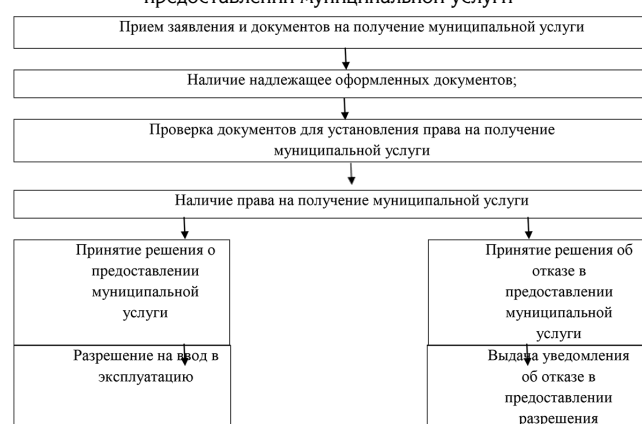 предоставлении муниципальной услуги
Прием заявления и документов на получение муниципальной услуги
Наличие надлежащее оформленных документов;
Проверка документов для установления права на получение
муниципальной услуги
Наличие права на получение муниципальной услуги
Принятие решения о
предоставлении
муниципальной
услуги
Принятие решения об
отказе в
предоставлении
муниципальной
услуги
Разрешение на ввод в
эксплуатацию
Выдача уведомления
об отказе в
предоставлении
разрешения